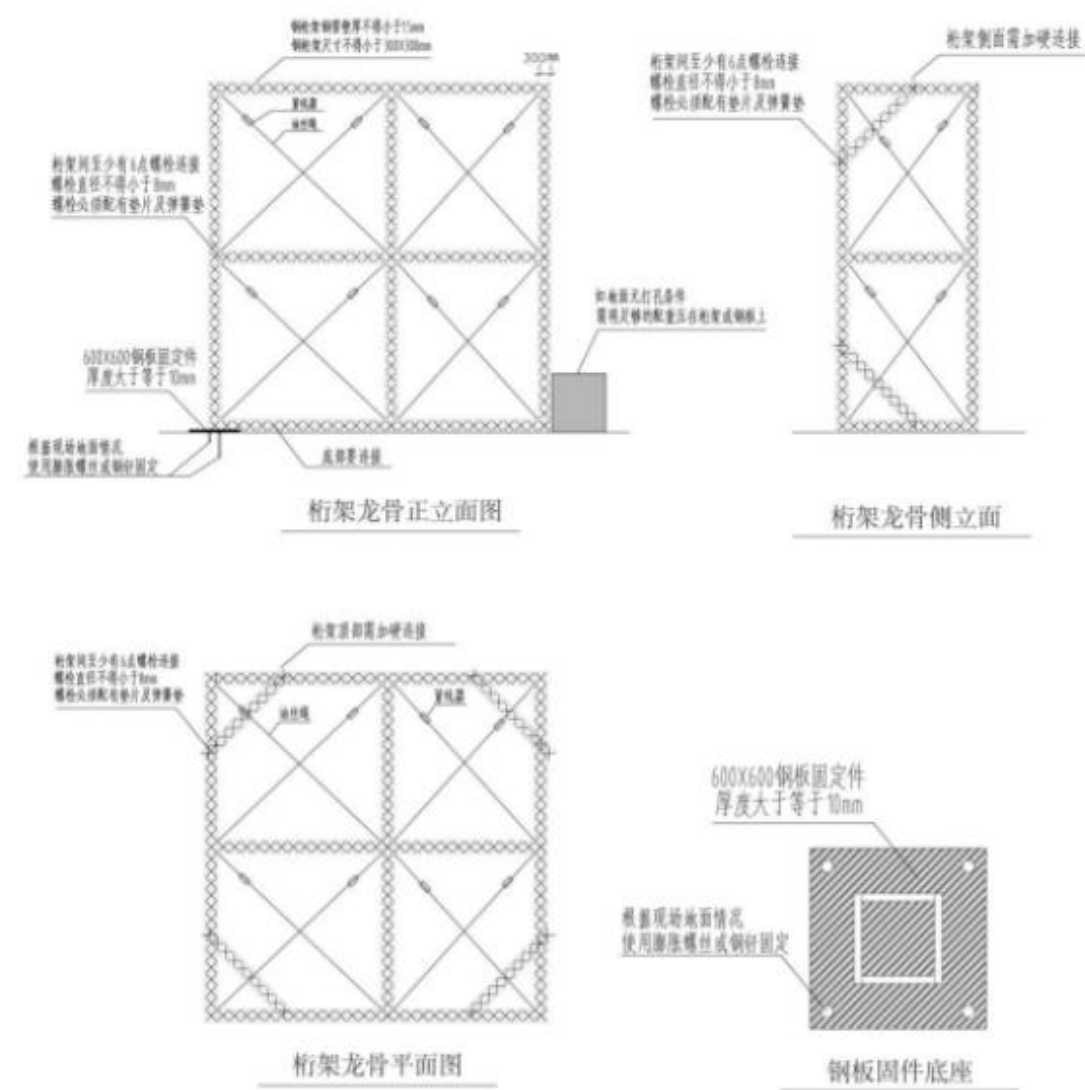 钢桁架钢管壁厚不得小于15mm
钢桁架尺寸不得小于300X300mm
300mm
桁架间至少有6点螺栓连接
螺栓直径不得小于8mm
螺栓必须配有垫片及弹簧垫
紧线器
油丝绳
600X600钢板固定件
厚度大于等于10mm
根据现场地面情况
使用膨胀螺丝或钢钎固定
底部要连接
如地面无打孔条件
需用足够的配重压在桁架或钢板上
桁架龙骨正立面图
桁架侧面需加硬连接
桁架间至少有6点螺栓连接
螺栓直径不得小于8mm
螺栓必须配有垫片及弹簧垫
桁架龙骨侧立面
桁架顶部需加硬连接
桁架间至少有6点螺栓连接
螺栓直径不得小于8mm
螺栓必须配有垫片及弹簧垫
油丝绳
紧线器
桁架龙骨平面图
600X600钢板固定件
厚度大于等于10mm
根据现场地面情况
使用膨胀螺丝或钢钎固定
钢板固件底座